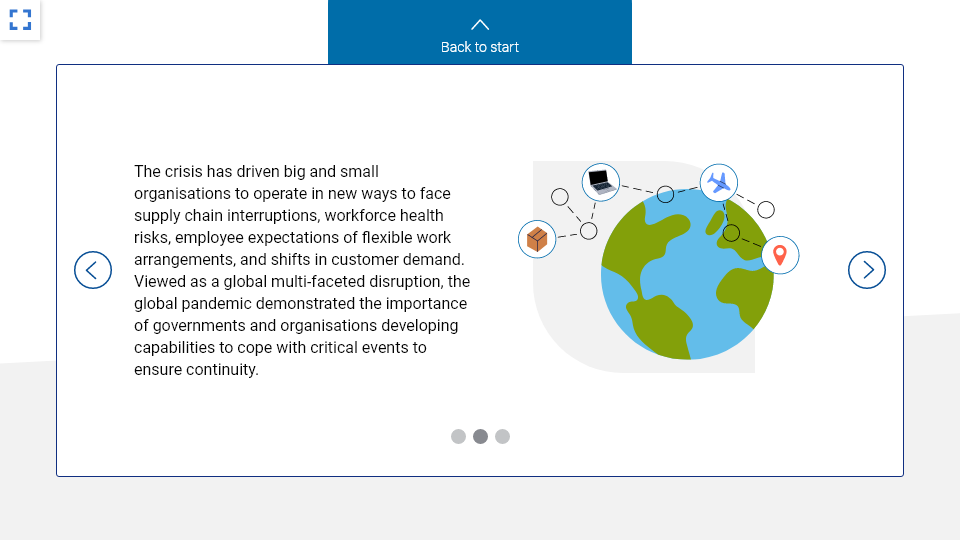 Back to start
The crisis has driven big and small
organisations to operate in new ways to face
supply chain interruptions, workforce health
risks, employee expectations of flexible work
arrangements, and shifts in customer demand.
Viewed as a global multi-faceted disruption, the
global pandemic demonstrated the importance
of governments and organisations developing
capabilities to cope with critical events to
ensure continuity.